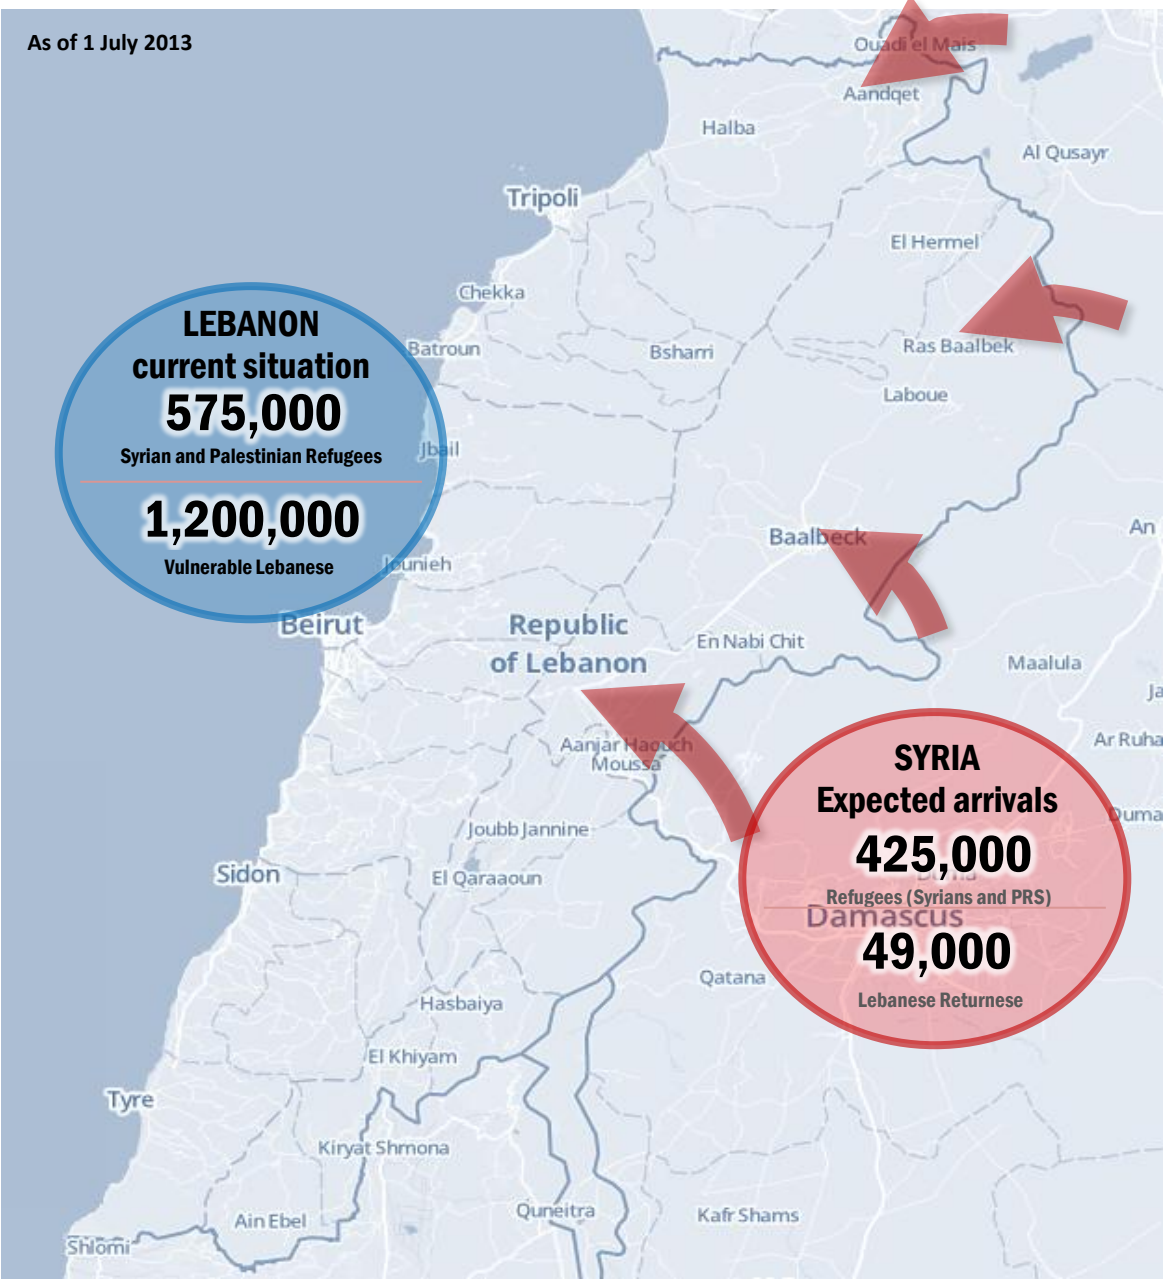 As of 1 July 2013
Ouadi el Mais
Aandqet
Halba
Al Qusayr
Tripoli
El Hermel
Chekka
LEBANON
current situation
575,000
Syrian and Palestinian Refugees
1,200,000
Vulnerable Lebanese
Batroun
Bsharri
Ras Baalbek
Laboue
Jbail
An
Baalbeck
Jounieh
Beirut
Republic
of Lebanon
En Nabi Chit
Maalula
Ja
Ar Ruha
Aanjar Haouch
Moussa
SYRIA
Expected arrivals
425,000
Refugees (Syrians and PRS)
49,000
Lebanese Returnese
Duma
Joubb Jannine
Sidon
El Qaraaoun
Damascus
Qatana
Hasbaiya
El Khiyam
Tyre
Kiryat Shmona
Quneitra
Kafr Shams
Ain Ebel
Shlomi